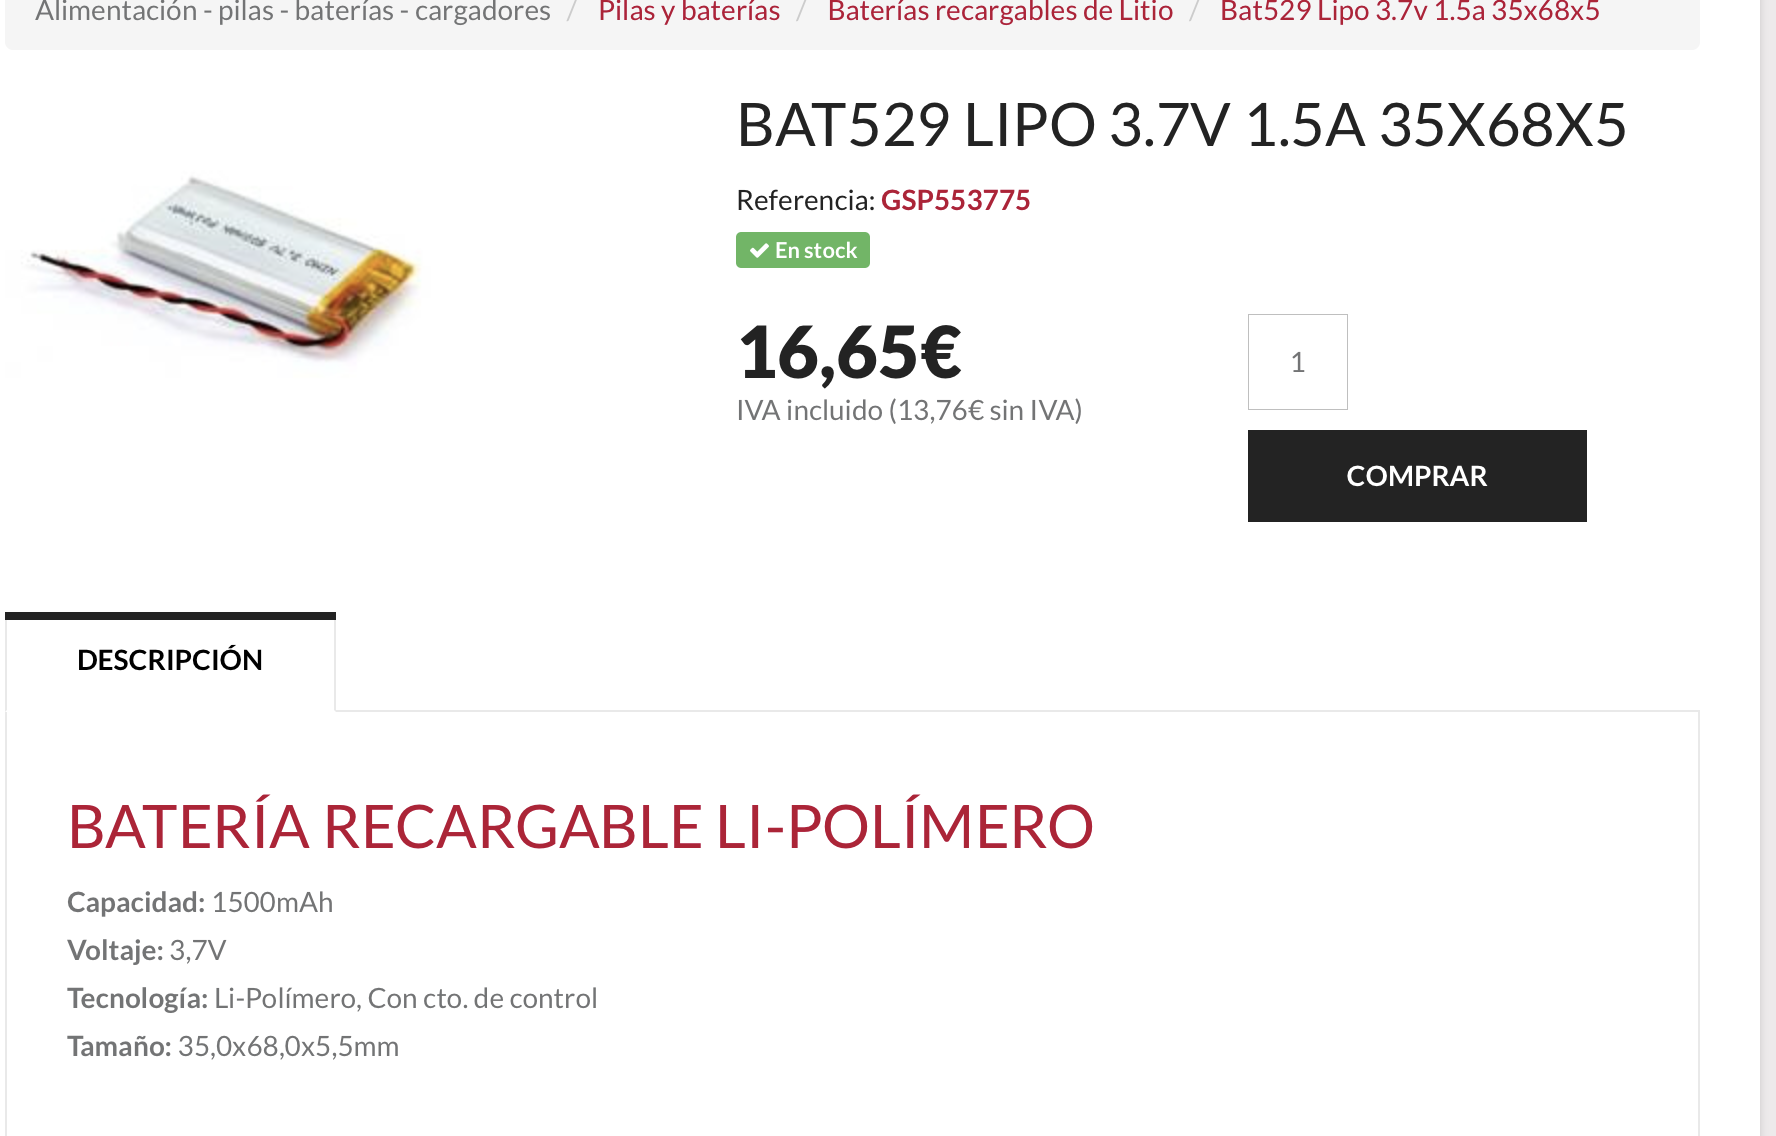 Alimentación - pilas - baterías - cargadores / Pilas y baterías / Baterías recargables de Litio / Bat529 Lipo 3.7v 1.5a 35x68x5
BAT529 LIPO 3.7V 1.5A 35X68X5
Referencia: GSP553775
En stock
16,65€
1
IVA incluido (13,76€ sin IVA)
COMPRAR
DESCRIPCIÓN
BATERÍA RECARGABLE LI-POLÍMERO
Capacidad: 1500mAh
Voltaje: 3,7V
Tecnología: Li-Polímero, Con cto. de control
Tamaño: 35,0x68,0x5,5mm